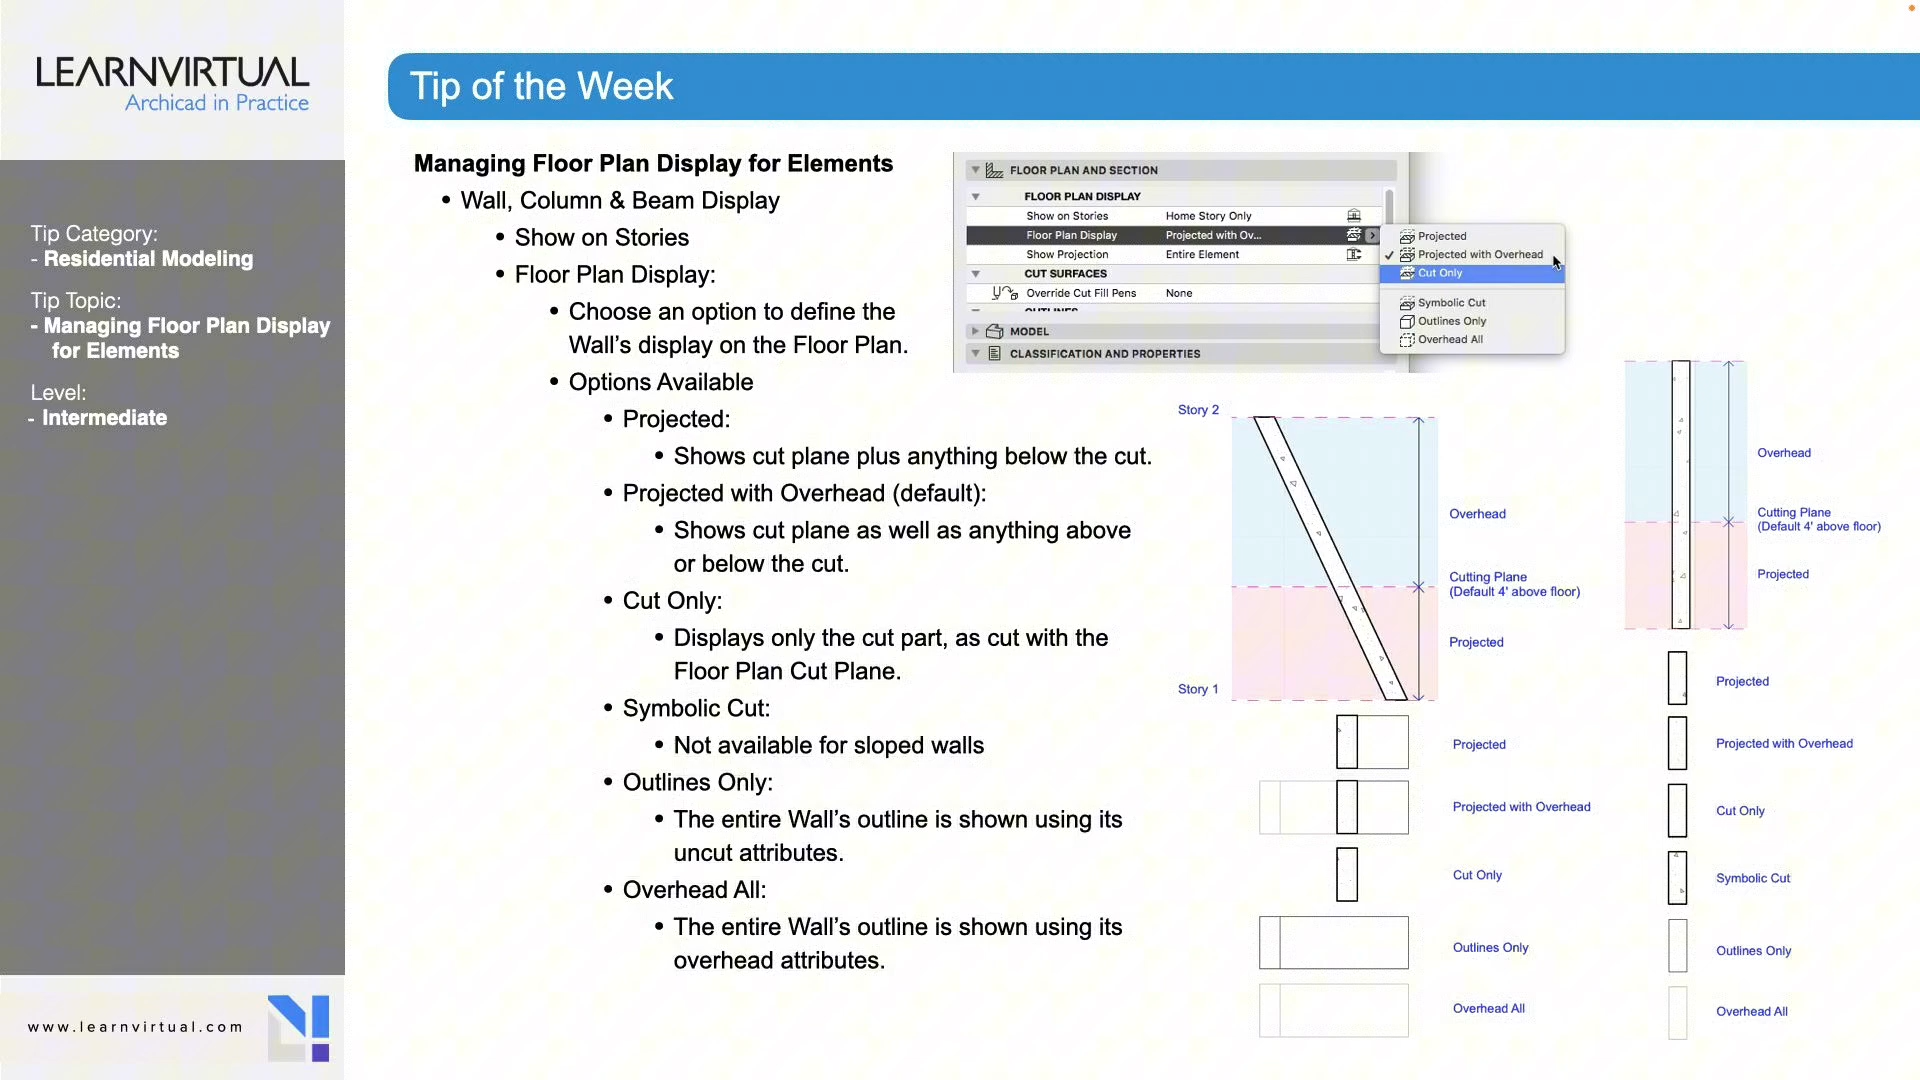 LEARNVIRTUAL
Archicad in Practice
Tip Category:
- Residential Modeling
Tip Topic:
- Managing Floor Plan Display
for Elements
Level:
- Intermediate
www.learnvirtual.com
Tip of the Week
Managing Floor Plan Display for Elements
• Wall, Column & Beam Display
• Show on Stories
• Floor Plan Display:
• Choose an option to define the
Wall’s display on the Floor Plan.
• Options Available
• Projected:
• Shows cut plane plus anything below the cut.
• Projected with Overhead (default):
• Shows cut plane as well as anything above
or below the cut.
• Cut Only:
• Displays only the cut part, as cut with the
Floor Plan Cut Plane.
• Symbolic Cut:
• Not available for sloped walls
• Outlines Only:
• The entire Wall’s outline is shown using its
uncut attributes.
• Overhead All:
• The entire Wall’s outline is shown using its
overhead attributes.
FLOOR PLAN AND SECTION
FLOOR PLAN DISPLAY
Show on Stories Home Story Only
Floor Plan Display Projected with Ov...
Show Projection Entire Element
CUT SURFACES
Override Cut Fill Pens None
OUTLINES
MODEL
CLASSIFICATION AND PROPERTIES
Projected
✓ Projected with Overhead
Cut Only
Symbolic Cut
Outlines Only
Overhead All
Story 2
Overhead
Cutting Plane
(Default 4' above floor)
Projected
Story 1
Projected
Projected with Overhead
Cut Only
Outlines Only
Overhead All
Overhead
Cutting Plane
(Default 4' above floor)
Projected
Projected
Projected with Overhead
Cut Only
Symbolic Cut
Outlines Only
Overhead All